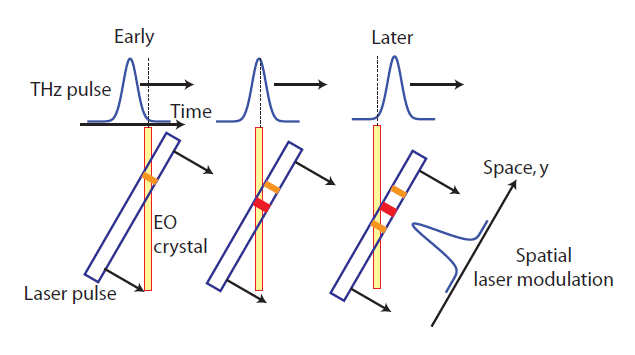 Early
Later
THz pulse
Time
Space, y
EO
crystal
Spatial
laser modulation
Laser pulse